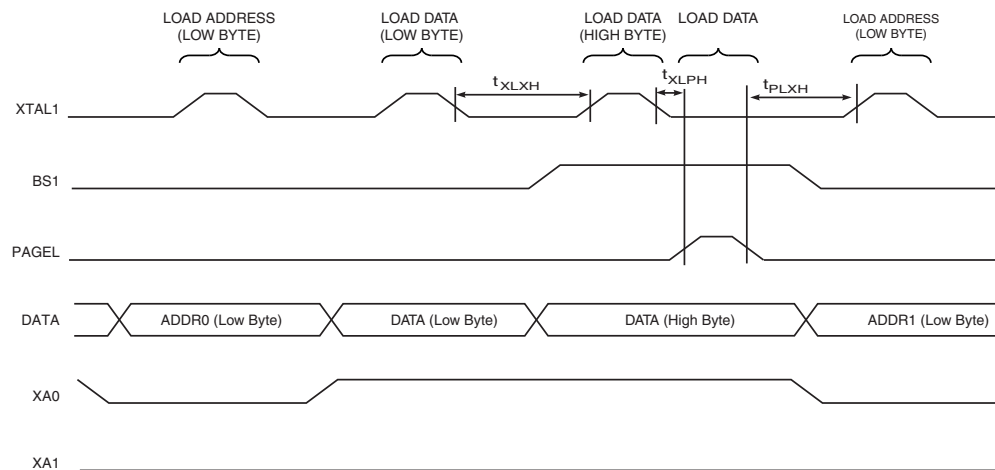 LOAD ADDRESS
(LOW BYTE)
LOAD DATA
(LOW BYTE)
LOAD DATA
(HIGH BYTE)
LOAD DATA
LOAD ADDRESS
(LOW BYTE)
tXLXH
tXLPH
tPLXH
XTAL1
BS1
PAGEL
DATA
ADDR0 (Low Byte)
DATA (Low Byte)
DATA (High Byte)
ADDR1 (Low Byte)
XA0
XA1